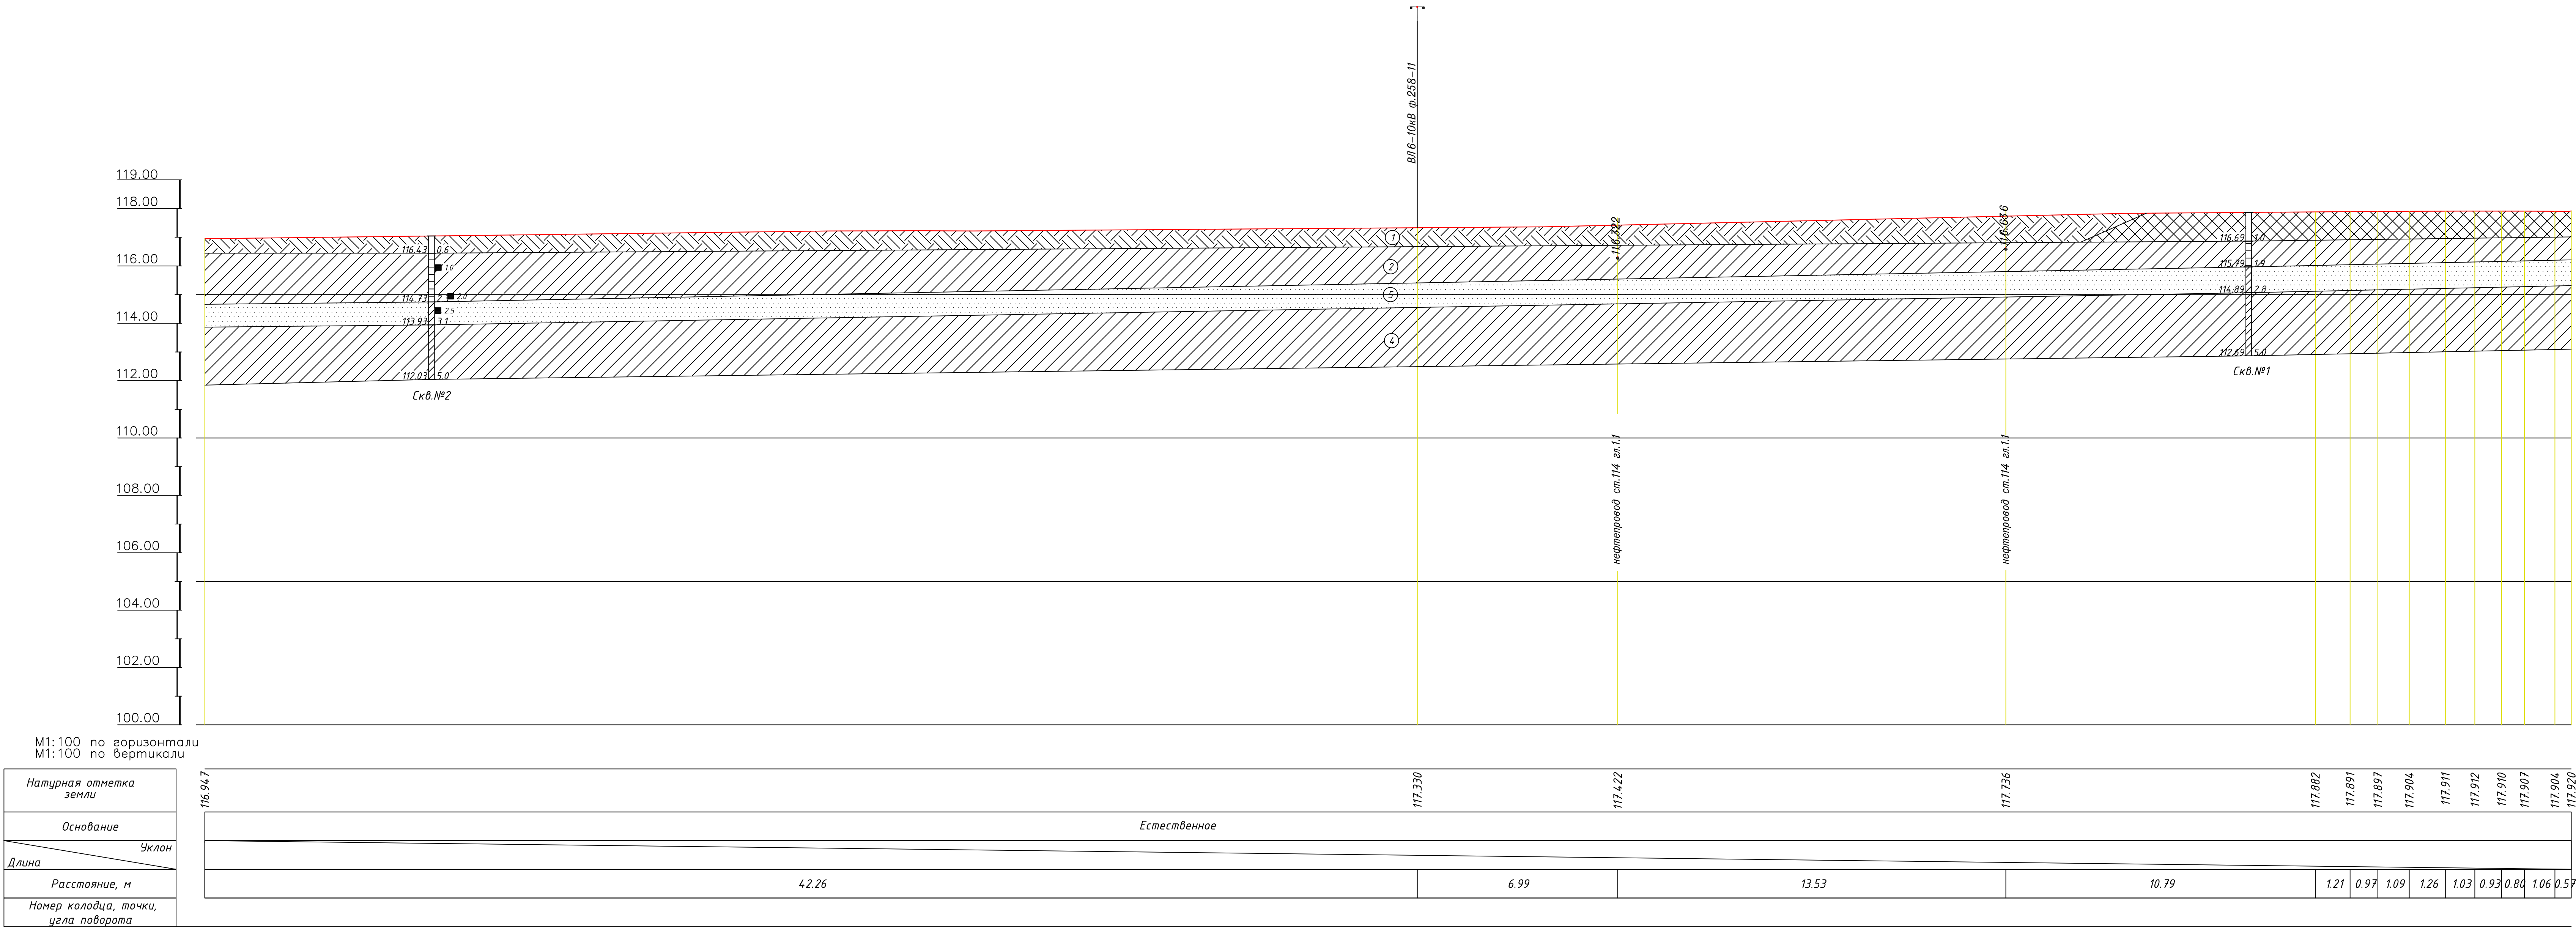 ВЛ6-10кВ ф.258-11
119.00
118.00
116.00
114.00
112.00
110.00
108.00
106.00
104.00
102.00
100.00
116.322
116.636
1
2
5
4
116.43 0.6
1.0
114.73
2.0
2.5
113.93 3.1
112.03 5.0
Скв.№2
116.69 1.0
115.79 1.9
114.89 2.8
112.69 5.0
Скв.№1
нефтепровод ст.114 гл.1.1
нефтепровод ст.114 гл.1.1
М1:100 по горизонтали
М1:100 по вертикали
Натурная отметка
земли
116.947 117.330 117.422 117.736 117.882 117.891 117.897 117.904 117.911 117.912 117.910 117.907 117.904 117.920
Основание
Естественное
Уклон
Длина
Расстояние, м
42.26 6.99 13.53 10.79 1.21 0.97 1.09 1.26 1.03 0.93 0.80 1.06 0.57
Номер колодца, точки,
угла поворота